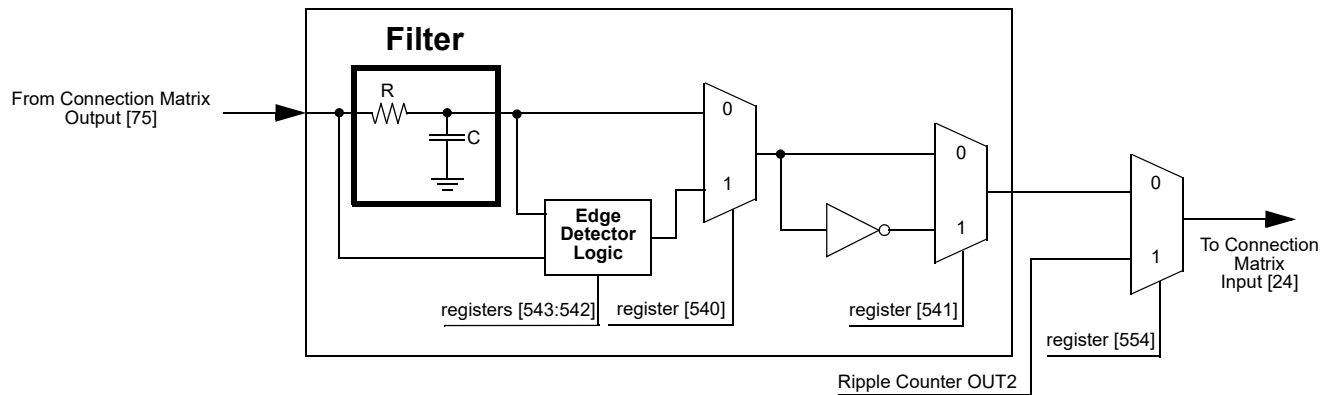 Filter
From Connection Matrix
Output [75]
R
C
0
1
Edge
Detector
Logic
0
1
0
1
To Connection
Matrix
Input [24]
registers [543:542]
register [540]
register [541]
register [554]
Ripple Counter OUT2